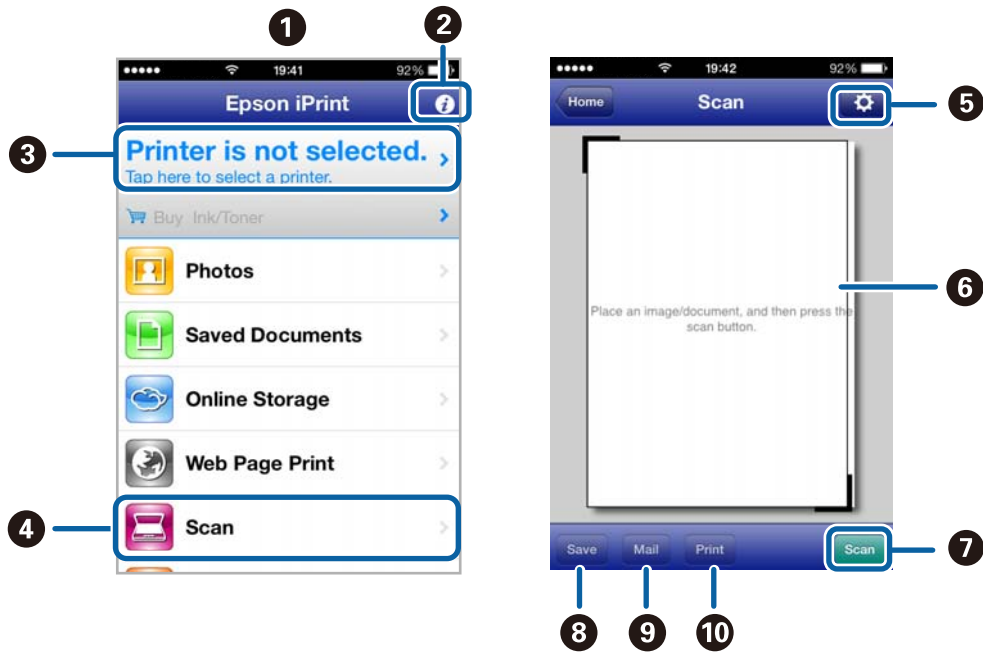 1
2
19:41
92%
Epson iPrint
i
3
Printer is not selected.
Tap here to select a printer.
Buy Ink/Toner
Photos
Saved Documents
Online Storage
Web Page Print
4
Scan
19:42
92%
Home
Scan
5
6
Place an image/document, and then press the
scan button.
Save
Mail
Print
Scan
7
8
9
10